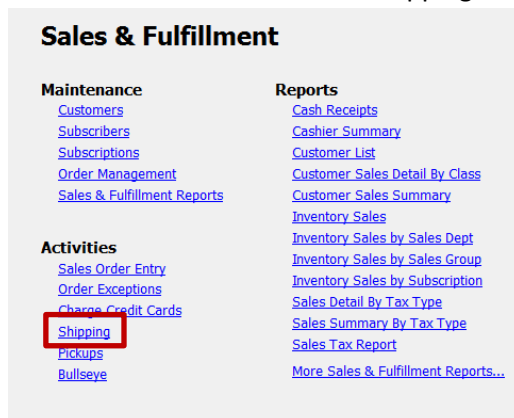 Sales & Fulfillment
Maintenance
Customers
Subscribers
Subscriptions
Order Management
Sales & Fulfillment Reports
Activities
Sales Order Entry
Order Exceptions
Charge Credit Cards
Shipping
Pickups
Bullseye
Reports
Cash Receipts
Cashier Summary
Customer List
Customer Sales Detail By Class
Customer Sales Summary
Inventory Sales
Inventory Sales by Sales Dept
Inventory Sales by Sales Group
Inventory Sales by Subscription
Sales Detail By Tax Type
Sales Summary By Tax Type
Sales Tax Report
More Sales & Fulfillment Reports...